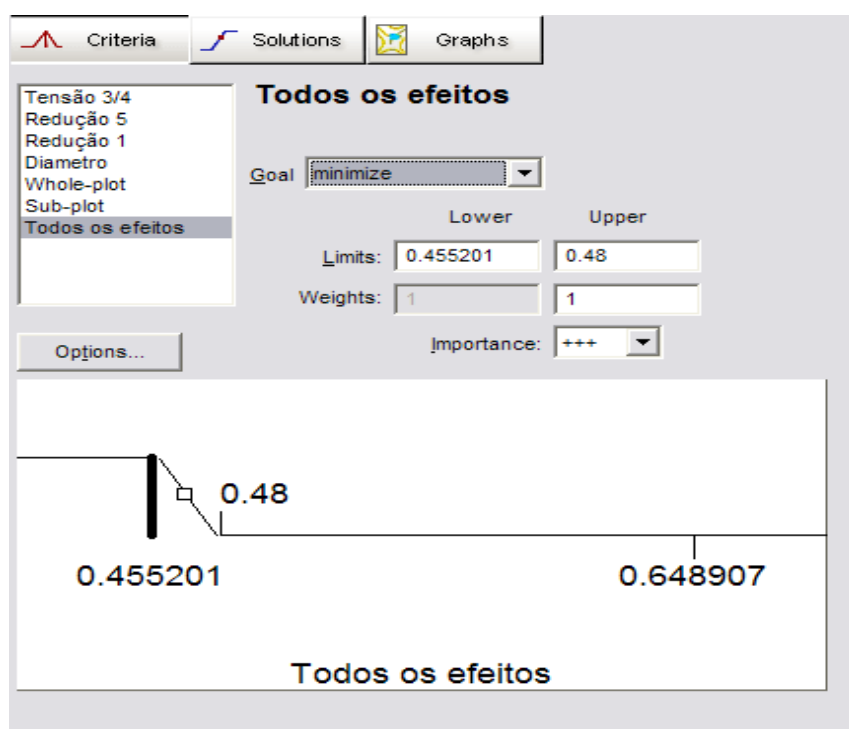 Criteria Solutions Graphs
Tensão 3/4
Redução 5
Redução 1
Diametro
Whole-plot
Sub-plot
Todos os efeitos
Todos os efeitos
Goal minimize
Lower Upper
Limits: 0.455201 0.48
Weights: 1 1
Importance: +++
Options...
0.48
0.455201 0.648907
Todos os efeitos